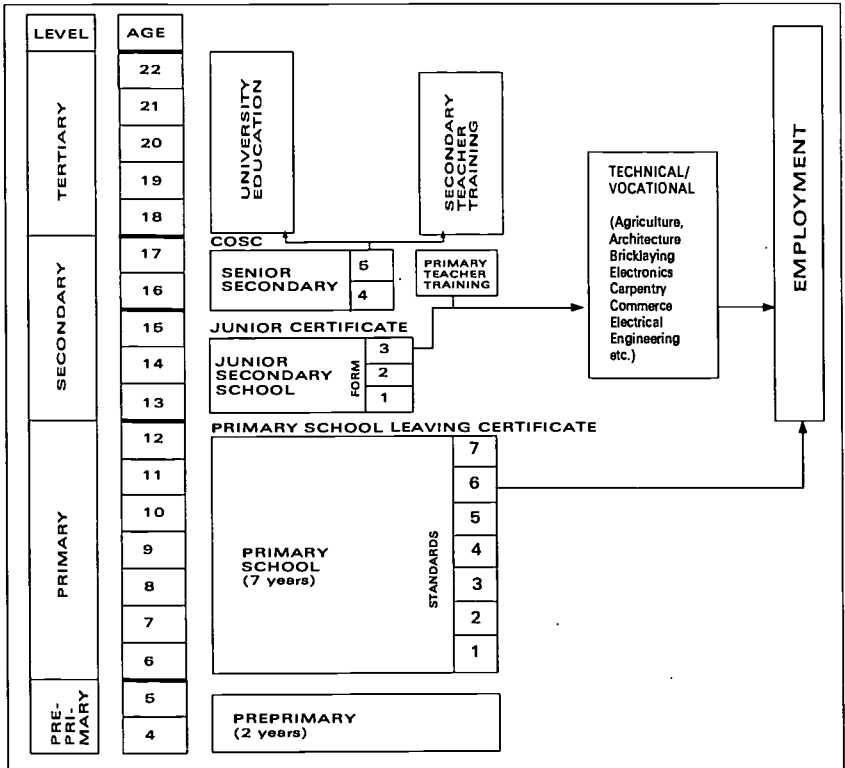 LEVEL
AGE
TERTIARY
SECONDARY
PRIMARY
PRE-
PRI-
MARY
22
21
20
19
18
17
16
15
14
13
12
11
10
9
8
7
6
5
4
UNIVERSITY
EDUCATION
SECONDARY
TEACHER
TRAINING
COSC
SENIOR
SECONDARY
5
4
PRIMARY
TEACHER
TRAINING
JUNIOR CERTIFICATE
JUNIOR
SECONDARY
SCHOOL
FORM
3
2
1
PRIMARY SCHOOL LEAVING CERTIFICATE
PRIMARY
SCHOOL
(7 years)
STANDARDS
7
6
5
4
3
2
1
PREPRIMARY
(2 years)
TECHNICAL/
VOCATIONAL
(Agriculture,
Architecture
Bricklaying
Electronics
Carpentry
Commerce
Electrical
Engineering
etc.)
EMPLOYMENT